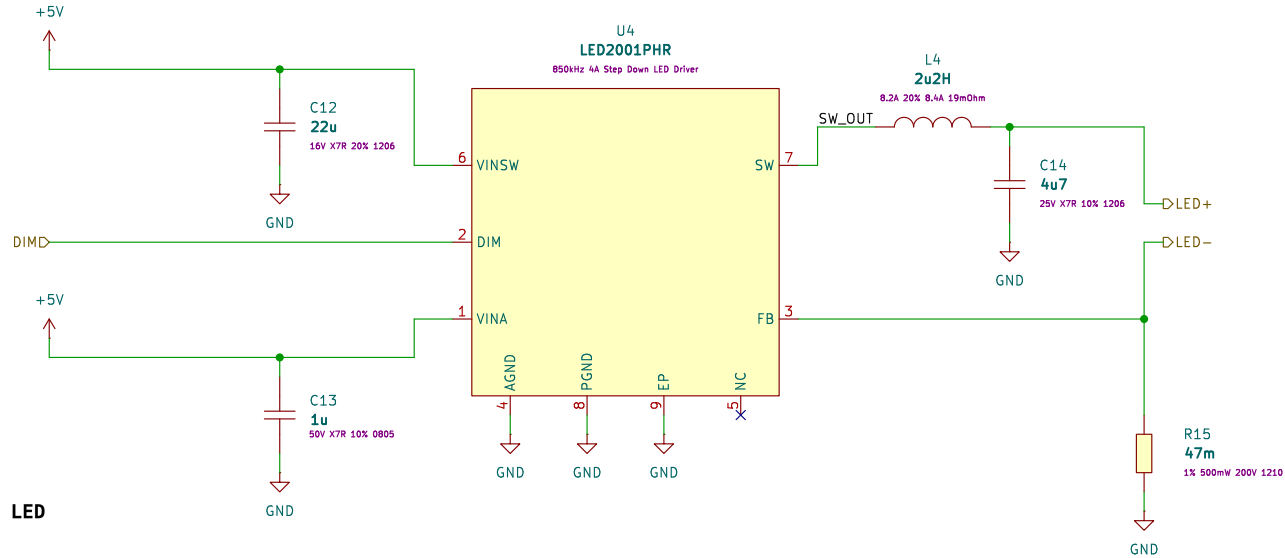 +5V
U4
LED2001PHR
850kHz 4A Step Down LED Driver
C12
22u
16V X7R 20% 1206
GND
L4
2u2H
8.2A 20% 8.4A 19mOhm
SW_OUT
C14
4u7
25V X7R 10% 1206
GND
6
VINSW
SW
7
LED+
DIM
2
DIM
LED-
+5V
1
VINA
FB
3
C13
1u
50V X7R 10% 0805
GND
AGND
PGND
EP
NC
4
8
9
5
GND
GND
GND
R15
47m
1% 500mW 200V 1210
GND
LED